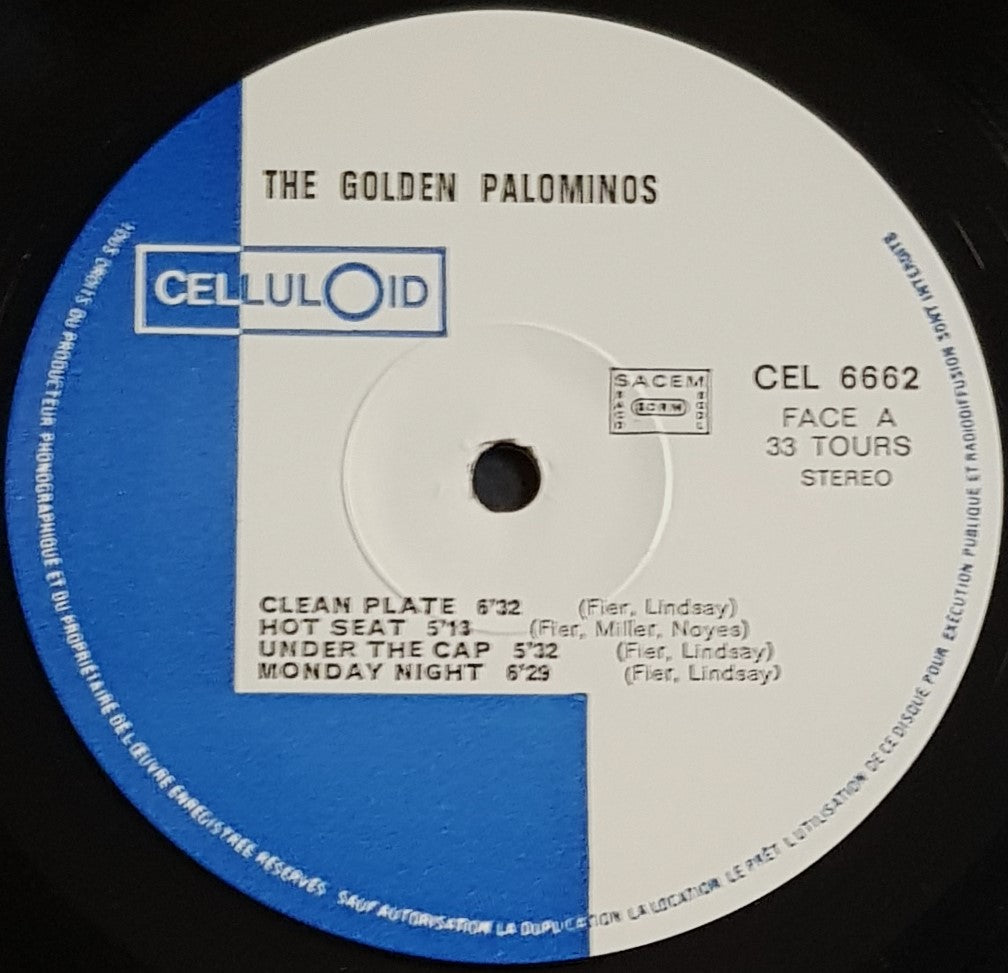 THE GOLDEN PALOMINOS
CELLULOID
SACEM
CEL 6662
FACE A
33 TOURS
STEREO
CLEAN PLATE 6'32 (Fier, Lindsay)
HOT SEAT 5'13 (Fier, Miller, Noyes)
UNDER THE CAP 5'32 (Fier, Lindsay)
MONDAY NIGHT 6'29 (Fier, Lindsay)
TOUS DROITS DU PRODUCTEUR PHONOGRAPHIQUE ET DU PROPRIÉTAIRE DE L'ŒUVRE ENREGISTRÉE RÉSERVÉS SAUF AUTORISATION LA DUPLICATION LA LOCATION LE PRÊT L'UTILISATION DE CE DISQUE POUR EXÉCUTION PUBLIQUE ET RADIODIFFUSION SONT INTERDITS